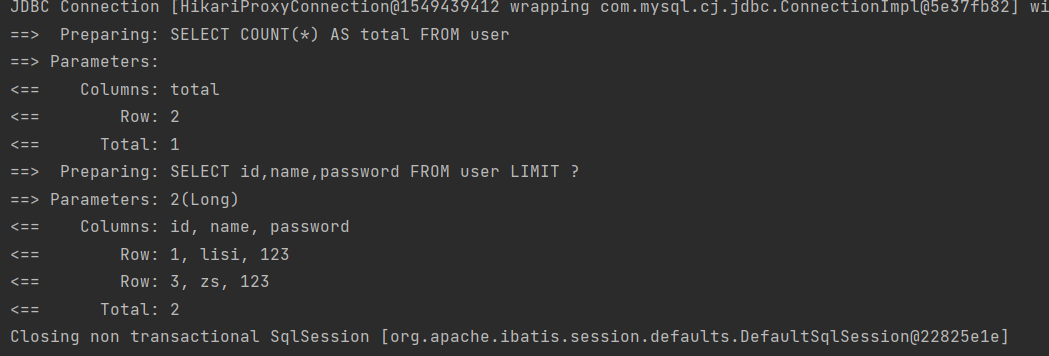 JDBC Connection [HikariProxyConnection@1549439412 wrapping com.mysql.cj.jdbc.ConnectionImpl@5e37fb82] wi
==>  Preparing: SELECT COUNT(*) AS total FROM user
==> Parameters:
<==    Columns: total
<==        Row: 2
<==      Total: 1
==>  Preparing: SELECT id,name,password FROM user LIMIT ?
==> Parameters: 2(Long)
<==    Columns: id, name, password
<==        Row: 1, lisi, 123
<==        Row: 3, zs, 123
<==      Total: 2
Closing non transactional SqlSession [org.apache.ibatis.session.defaults.DefaultSqlSession@22825e1e]